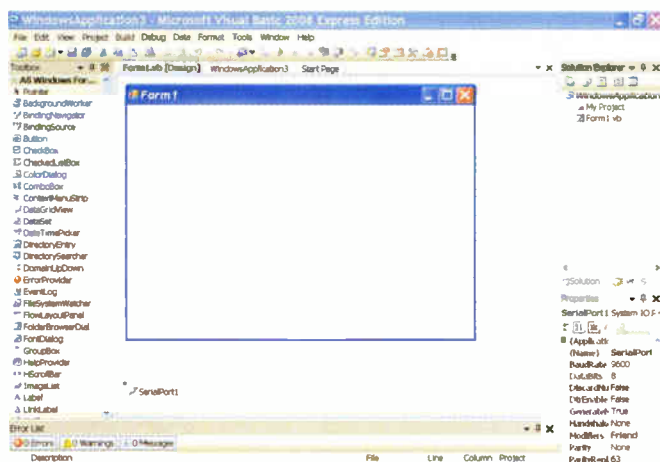 WindowsApplication3 - Microsoft Visual Basic 2008 Express Edition
File Edit View Project Build Debug Data Format Tools Window Help
Toolbox
Form1.vb [Design] WindowsApplication3 Start Page
Solution Explorer
All Windows For...
Pointer
BackgroundWorker
BindingNavigator
BindingSource
Button
CheckBox
CheckedListBox
ColorDialog
ComboBox
ContextMenuStrip
DataGridView
DataSet
DateTimePicker
DirectoryEntry
DirectorySearcher
DomainUpDown
ErrorProvider
EventLog
FileSystemWatcher
FlowLayoutPanel
FolderBrowserDial
FontDialog
GroupBox
HelpProvider
HScrollBar
ImageList
Label
LinkLabel
Form1
SerialPort1
WindowsApplication
My Project
Form1.vb
Solution
Properties
SerialPort1 System.IO.F
(Applicati
(Name) SerialPort
BaudRate 9600
DataBits 8
DiscardNu False
DtrEnable False
Generatel True
Handshak None
Modifiers Friend
Parity None
ParityRepl 63
Error List
0 Errors 0 Warnings 0 Messages
Description File Line Column Project